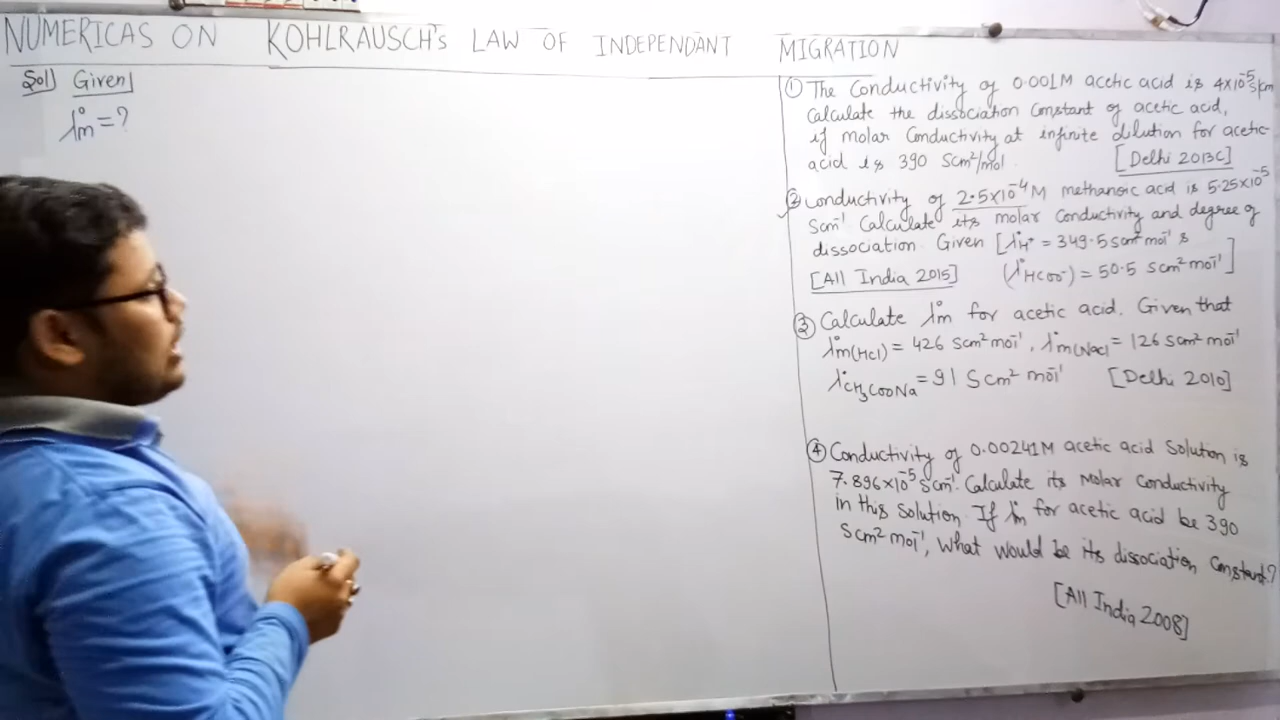 NUMERICAS ON KOHLRAUSCH's LAW OF INDEPENDANT MIGRATION
Sol) Given
λ°m = ?
① The Conductivity of 0.001M acetic acid is 4×10⁻⁵ S/cm
Calculate the dissociation Constant of acetic acid,
if molar Conductivity at infinite dilution for acetic-
acid is 390 Scm²/mol. [Delhi 2013C]
② Conductivity of 2.5×10⁻⁴M methanoic acid is 5.25×10⁻⁵
Scm⁻¹ Calculate its molar Conductivity and degree of
dissociation. Given [λ°H⁺ = 349.5 Scm² mol⁻¹ &
[All India 2015] (λ°HCOO⁻) = 50.5 Scm² mol⁻¹]
③ Calculate λ°m for acetic acid. Given that
λ°m(HCl) = 426 Scm² mol⁻¹, λ°m(NaCl) = 126 Scm² mol⁻¹
λ°CH₃COONa = 91 Scm² mol⁻¹ [Delhi 2010]
④ Conductivity of 0.00241M acetic acid Solution is
7.896×10⁻⁵ Scm⁻¹. Calculate its Molar Conductivity
in this Solution. If λ°m for acetic acid be 390
Scm² mol⁻¹, What would be its dissociation Constant?
[All India 2008]